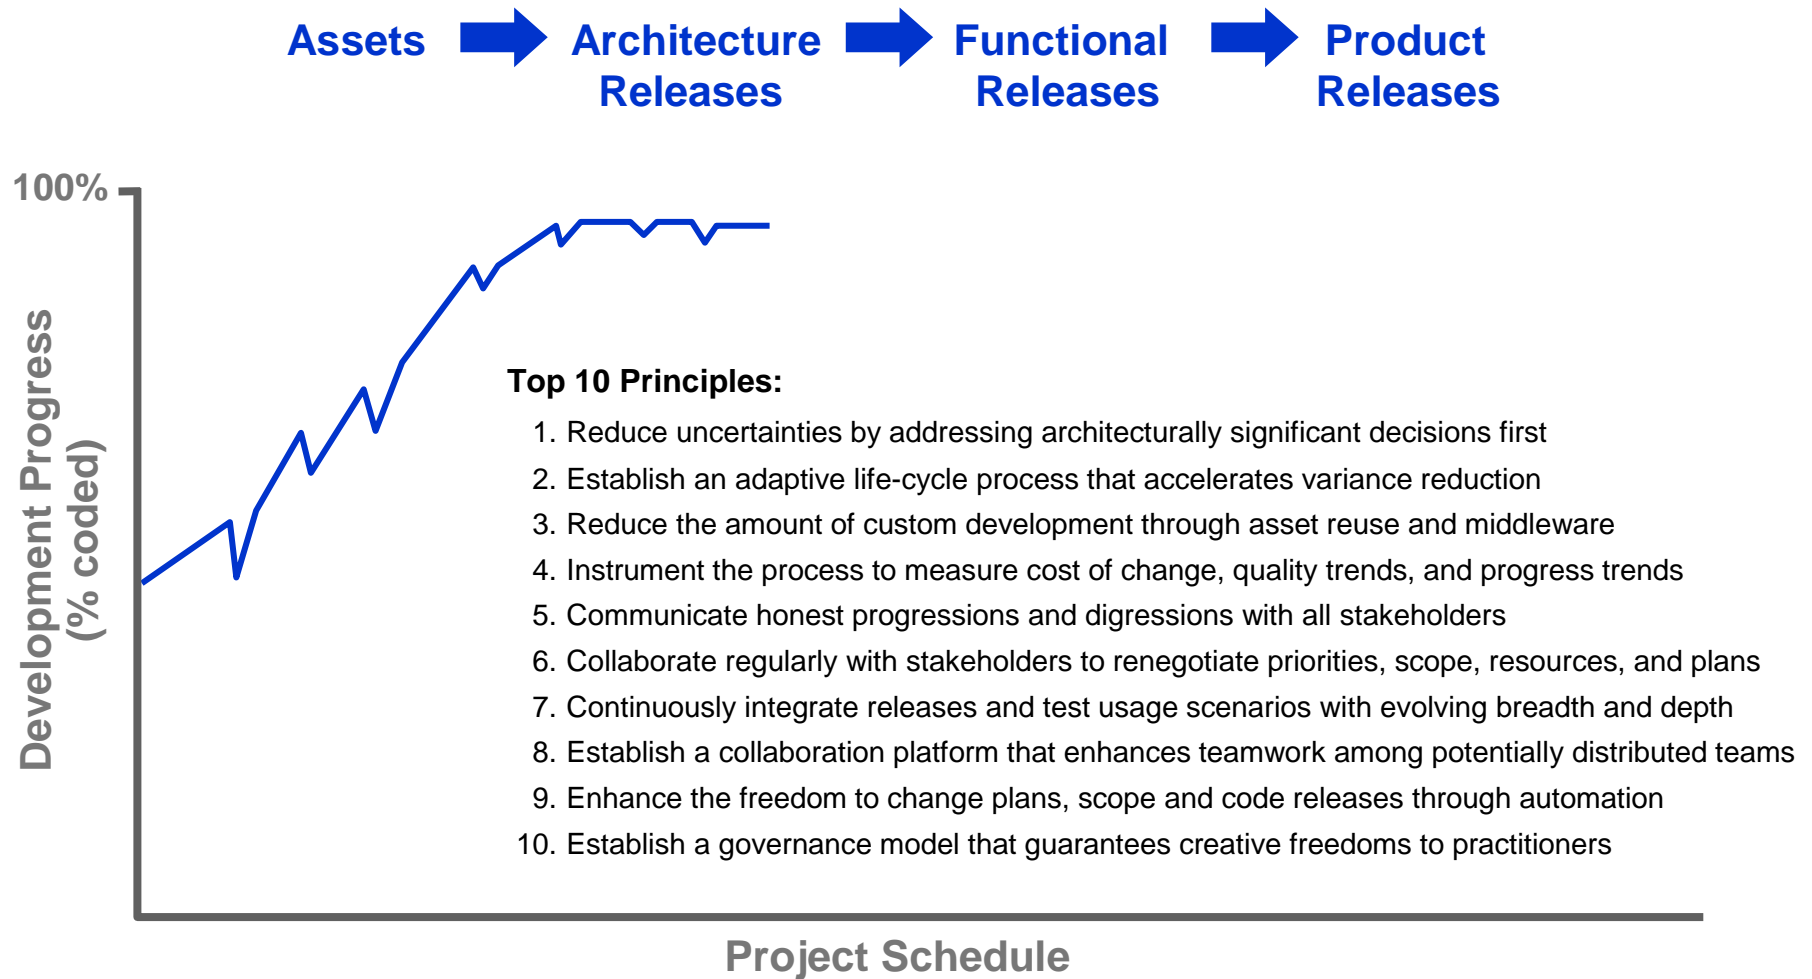 Assets
Architecture
Releases
Functional
Releases
Product
Releases
100%
Development Progress
(% coded)
Top 10 Principles:
1. Reduce uncertainties by addressing architecturally significant decisions first
2. Establish an adaptive life-cycle process that accelerates variance reduction
3. Reduce the amount of custom development through asset reuse and middleware
4. Instrument the process to measure cost of change, quality trends, and progress trends
5. Communicate honest progressions and digressions with all stakeholders
6. Collaborate regularly with stakeholders to renegotiate priorities, scope, resources, and plans
7. Continuously integrate releases and test usage scenarios with evolving breadth and depth
8. Establish a collaboration platform that enhances teamwork among potentially distributed teams
9. Enhance the freedom to change plans, scope and code releases through automation
10. Establish a governance model that guarantees creative freedoms to practitioners
Project Schedule